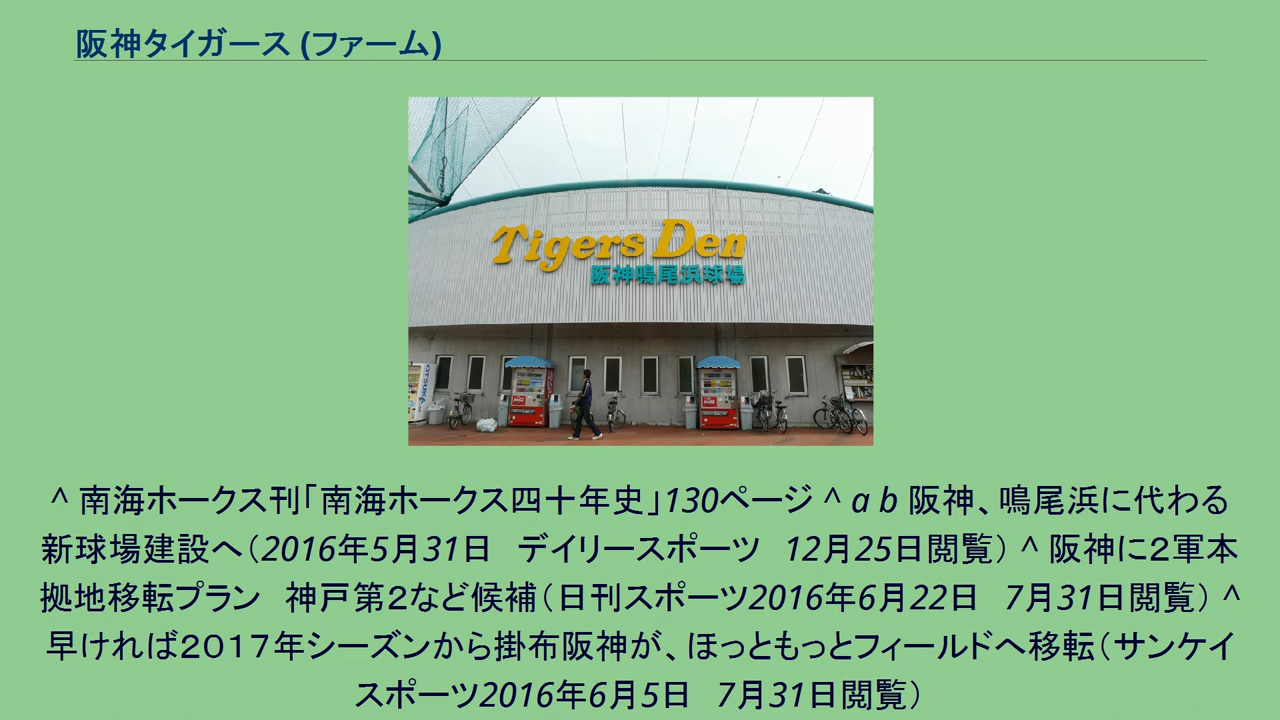 阪神タイガース (ファーム)
Tigers Den
阪神鳴尾浜球場
OTSUKA
^ 南海ホークス刊「南海ホークス四十年史」130ページ ^ a b 阪神、鳴尾浜に代わる
新球場建設へ（2016年5月31日　デイリースポーツ　12月25日閲覧） ^ 阪神に２軍本
拠地移転プラン　神戸第２など候補（日刊スポーツ2016年6月22日　7月31日閲覧） ^
早ければ２０１７年シーズンから掛布阪神が、ほっともっとフィールドへ移転（サンケイ
スポーツ2016年6月5日　7月31日閲覧）